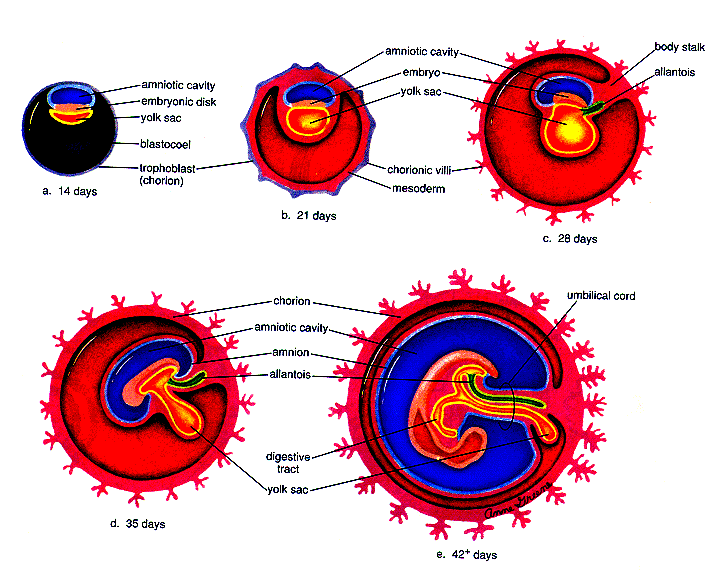 amniotic cavity
embryonic disk
yolk sac
blastocoel
trophoblast
(chorion)
a. 14 days
amniotic cavity
embryo
yolk sac
chorionic villi
mesoderm
b. 21 days
body stalk
allantois
c. 28 days
chorion
amniotic cavity
amnion
allantois
digestive
tract
yolk sac
d. 35 days
umbilical cord
Anne Greene
e. 42+ days